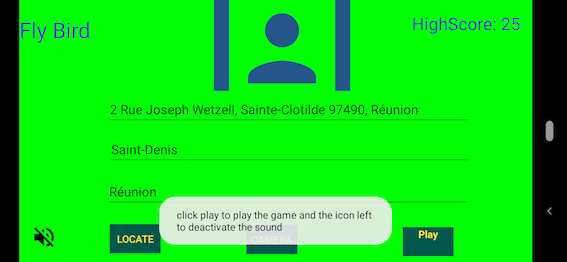 Fly Bird
HighScore: 25
2 Rue Joseph Wetzell, Sainte-Clotilde 97490, Réunion
Saint-Denis
Réunion
click play to play the game and the icon left
to deactivate the sound
LOCATE
CAMERA
Play